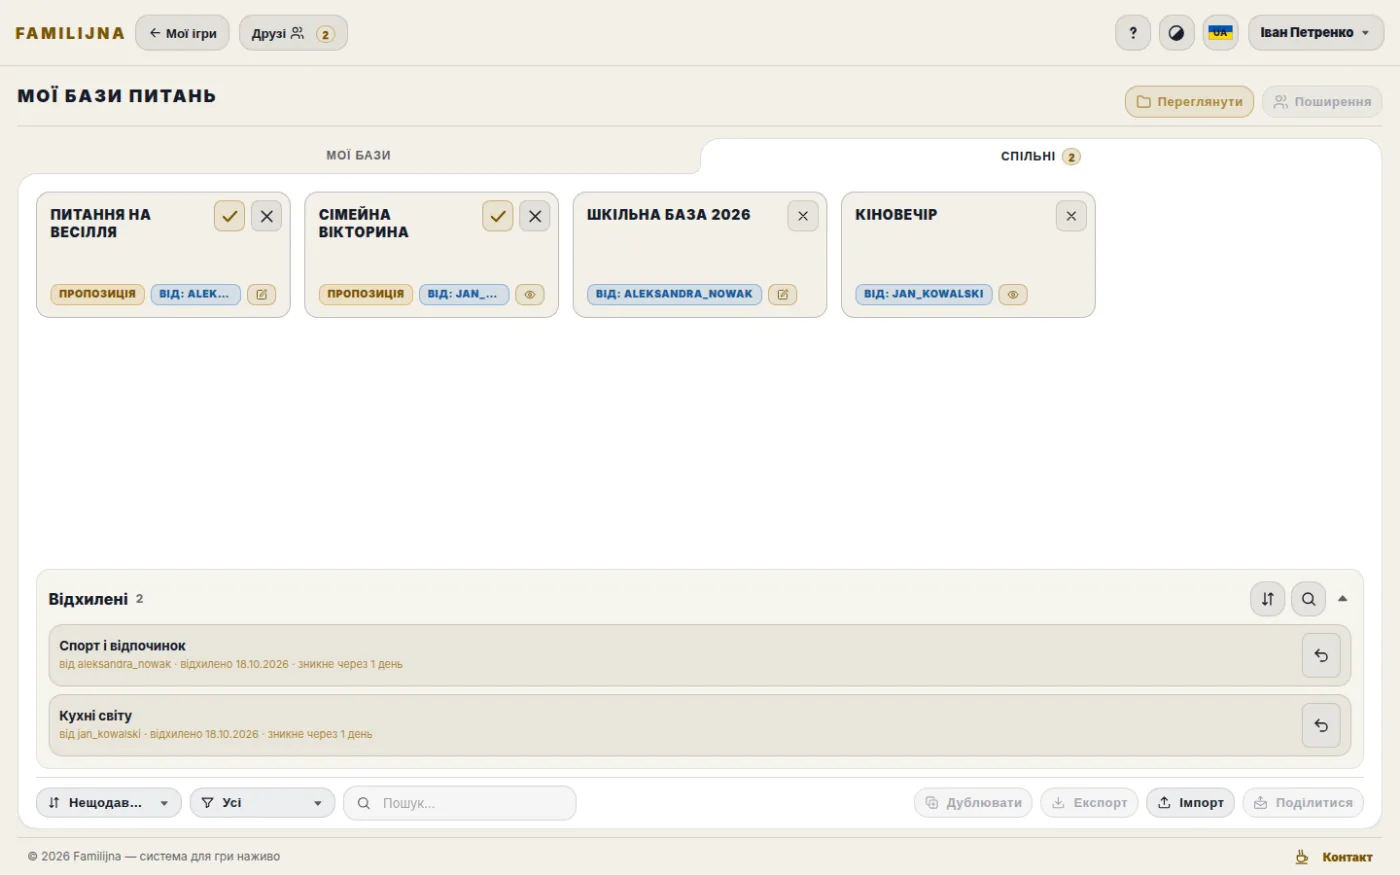 FAMILIJNA
Мої ігри
Друзі 2
?
UA
Іван Петренко
МОЇ БАЗИ ПИТАНЬ
Переглянути
Поширення
МОЇ БАЗИ
СПІЛЬНІ 2
ПИТАННЯ НА
ВЕСІЛЛЯ
ПРОПОЗИЦІЯ
ВІД: ALEK...
СІМЕЙНА
ВІКТОРИНА
ПРОПОЗИЦІЯ
ВІД: JAN_...
ШКІЛЬНА БАЗА 2026
ВІД: ALEKSANDRA_NOWAK
КІНОВЕЧІР
ВІД: JAN_KOWALSKI
Відхилені 2
Спорт і відпочинок
від aleksandra_nowak · відхилено 18.10.2026 · зникне через 1 день
Кухні світу
від jan_kowalski · відхилено 18.10.2026 · зникне через 1 день
Нещодав...
Усі
Пошук...
Дублювати
Експорт
Імпорт
Поділитися
© 2026 Familijna — система для гри наживо
Контакт